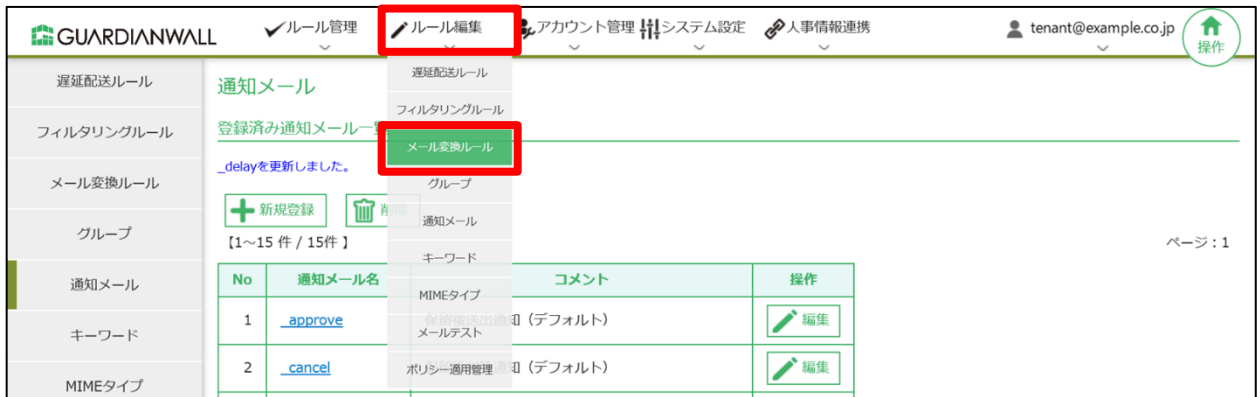 GUARDIANWALL
ルール管理
ルール編集
アカウント管理
システム設定
人事情報連携
tenant@example.co.jp
操作
遅延配送ルール
フィルタリングルール
メール変換ルール
グループ
通知メール
キーワード
MIMEタイプ
遅延配送ルール
フィルタリングルール
メール変換ルール
グループ
通知メール
キーワード
MIMEタイプ
メールテスト
ポリシー適用管理
通知メール
登録済み通知メール一覧
_delayを更新しました。
新規登録
削除
【1～15 件 / 15件 】
ページ：1
No 通知メール名 コメント 操作
1 _approve 通知（デフォルト） 編集
2 _cancel 通知（デフォルト） 編集